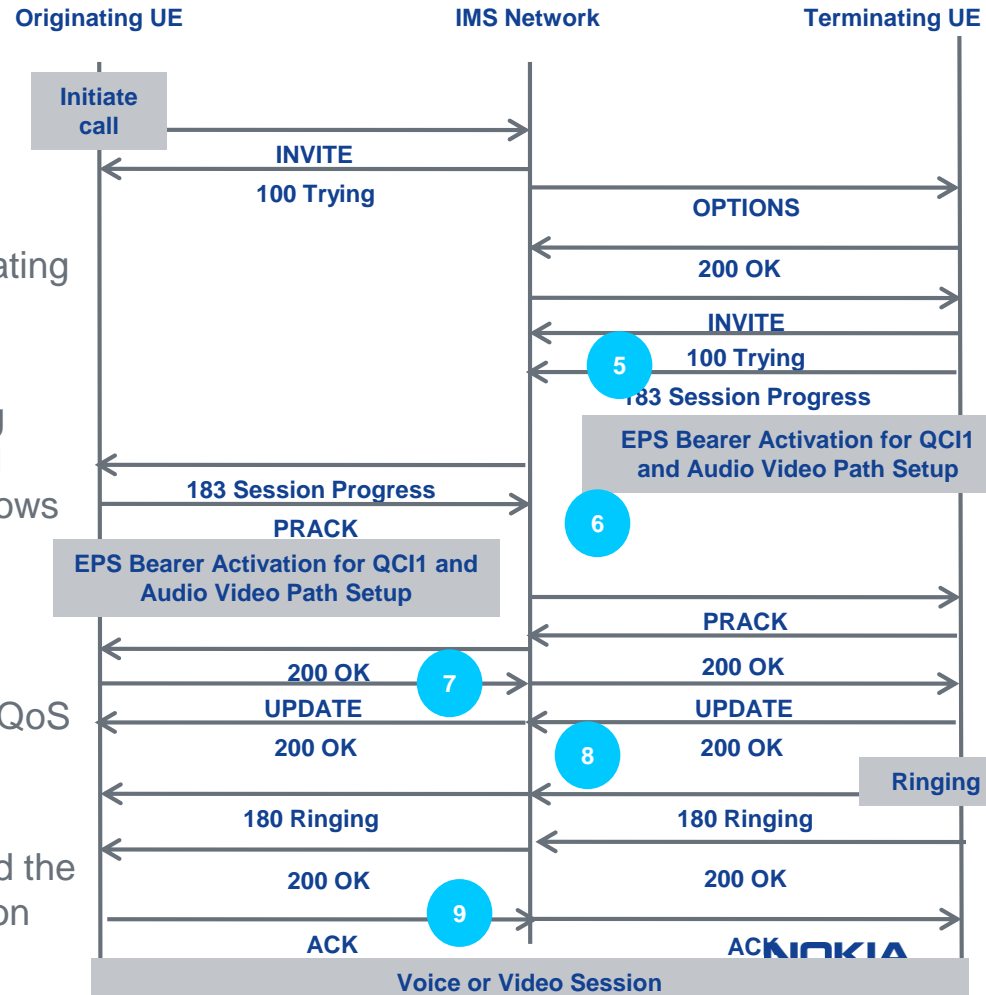 Originating UE
IMS Network
Terminating UE
Initiate
call
INVITE
100 Trying
OPTIONS
200 OK
INVITE
100 Trying
5
183 Session Progress
EPS Bearer Activation for QCI1
and Audio Video Path Setup
183 Session Progress
PRACK
6
EPS Bearer Activation for QCI1 and
Audio Video Path Setup
PRACK
200 OK
7
200 OK
UPDATE
UPDATE
QoS
200 OK
8
200 OK
Ringing
180 Ringing
180 Ringing
the
200 OK
200 OK
9
ACK
ACK
NOKIA
Voice or Video Session